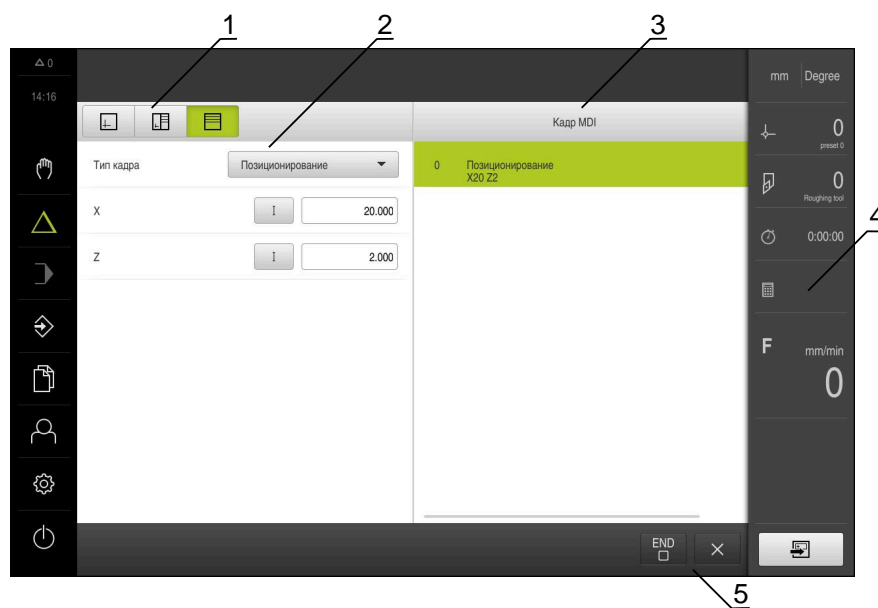 1
2
3
0
14:16
mm Degree
Кадр MDI
0
preset 0
Тип кадра
Позиционирование
0 Позиционирование
X20 Z2
0
Roughing tool
X
I
20.000
4
Z
I
2.000
0:00:00
F mm/min
0
END
5